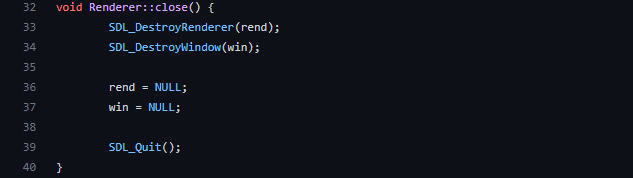 32 void Renderer::close() {
33 SDL_DestroyRenderer(rend);
34 SDL_DestroyWindow(win);
35
36 rend = NULL;
37 win = NULL;
38
39 SDL_Quit();
40 }